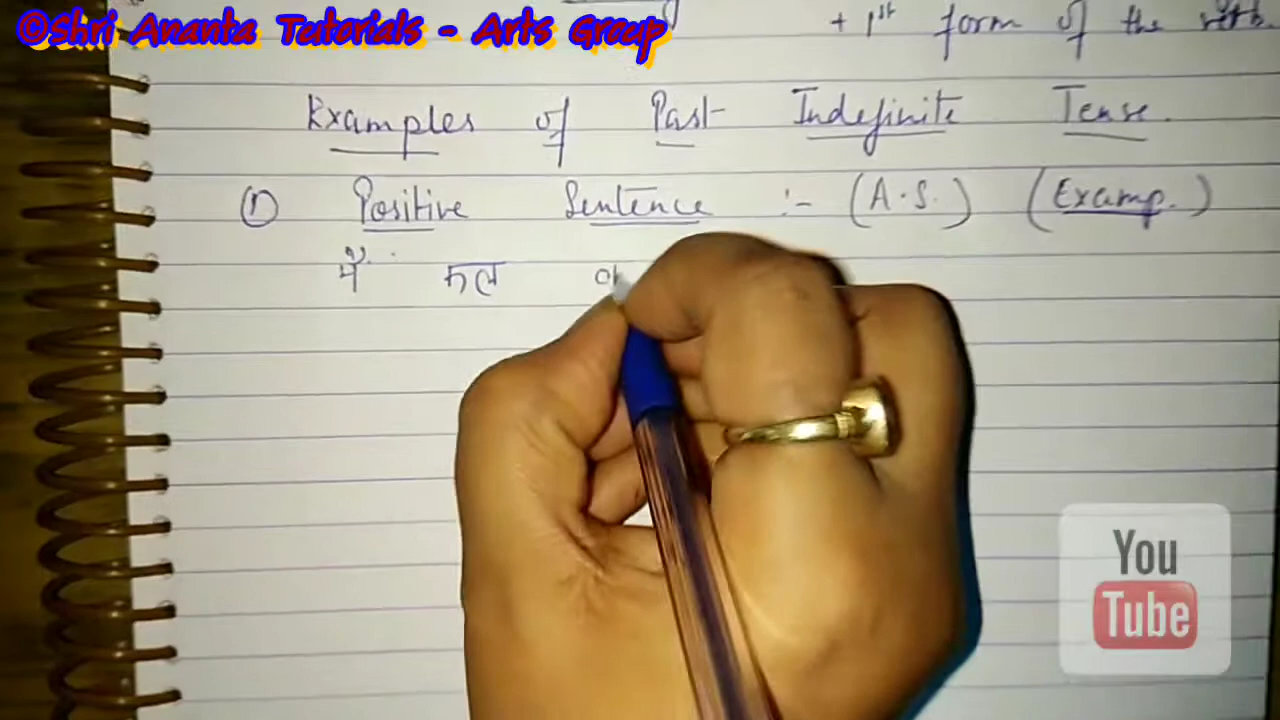 ©Shri Ananta Tutorials - Arts Group
+ 1st form of the verb.
Examples of Past Indefinite Tense.
① Positive Sentence :- (A.S.) (Examp.)
मैं कल
You Tube